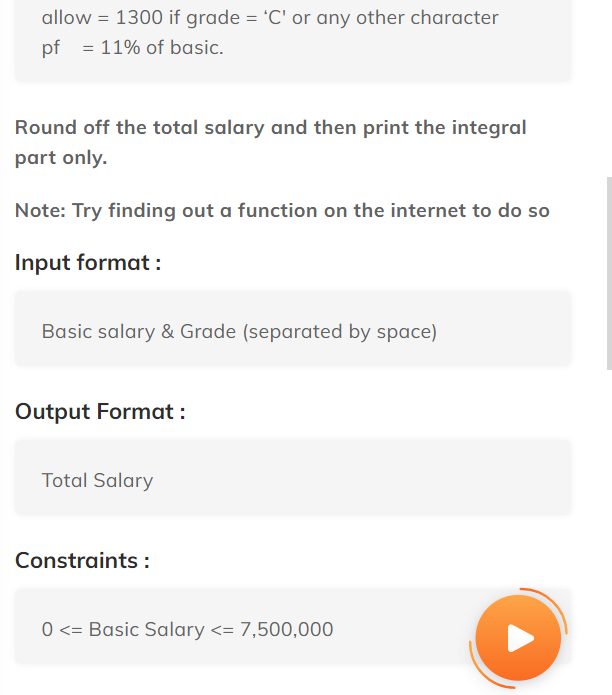 allow = 1300 if grade = ‘C' or any other character
pf = 11% of basic.
Round off the total salary and then print the integral
part only.
Note: Try finding out a function on the internet to do so
Input format :
Basic salary & Grade (separated by space)
Output Format :
Total Salary
Constraints :
0 <= Basic Salary <= 7,500,000